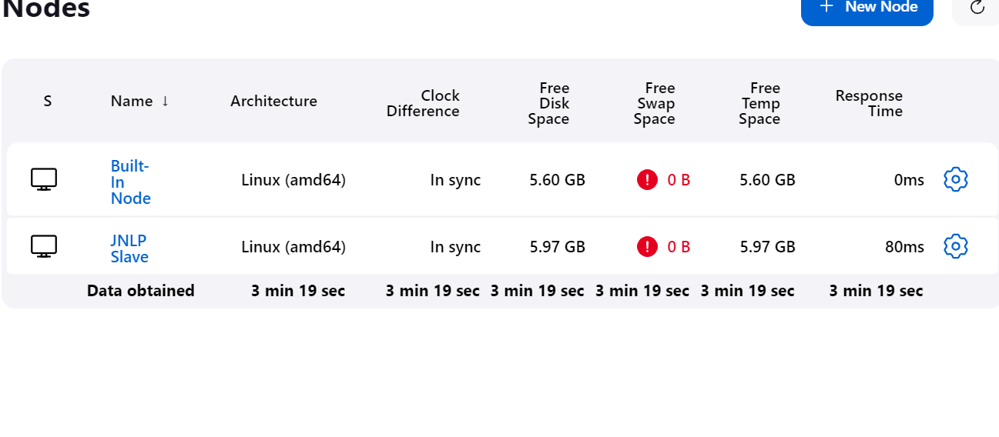 Nodes
+ New Node
S
Name ↓
Architecture
Clock
Difference
Free
Disk
Space
Free
Swap
Space
Free
Temp
Space
Response
Time
Built-
In
Node
Linux (amd64)
In sync
5.60 GB
! 0 B
5.60 GB
0ms
JNLP
Slave
Linux (amd64)
In sync
5.97 GB
! 0 B
5.97 GB
80ms
Data obtained
3 min 19 sec
3 min 19 sec
3 min 19 sec
3 min 19 sec
3 min 19 sec
3 min 19 sec